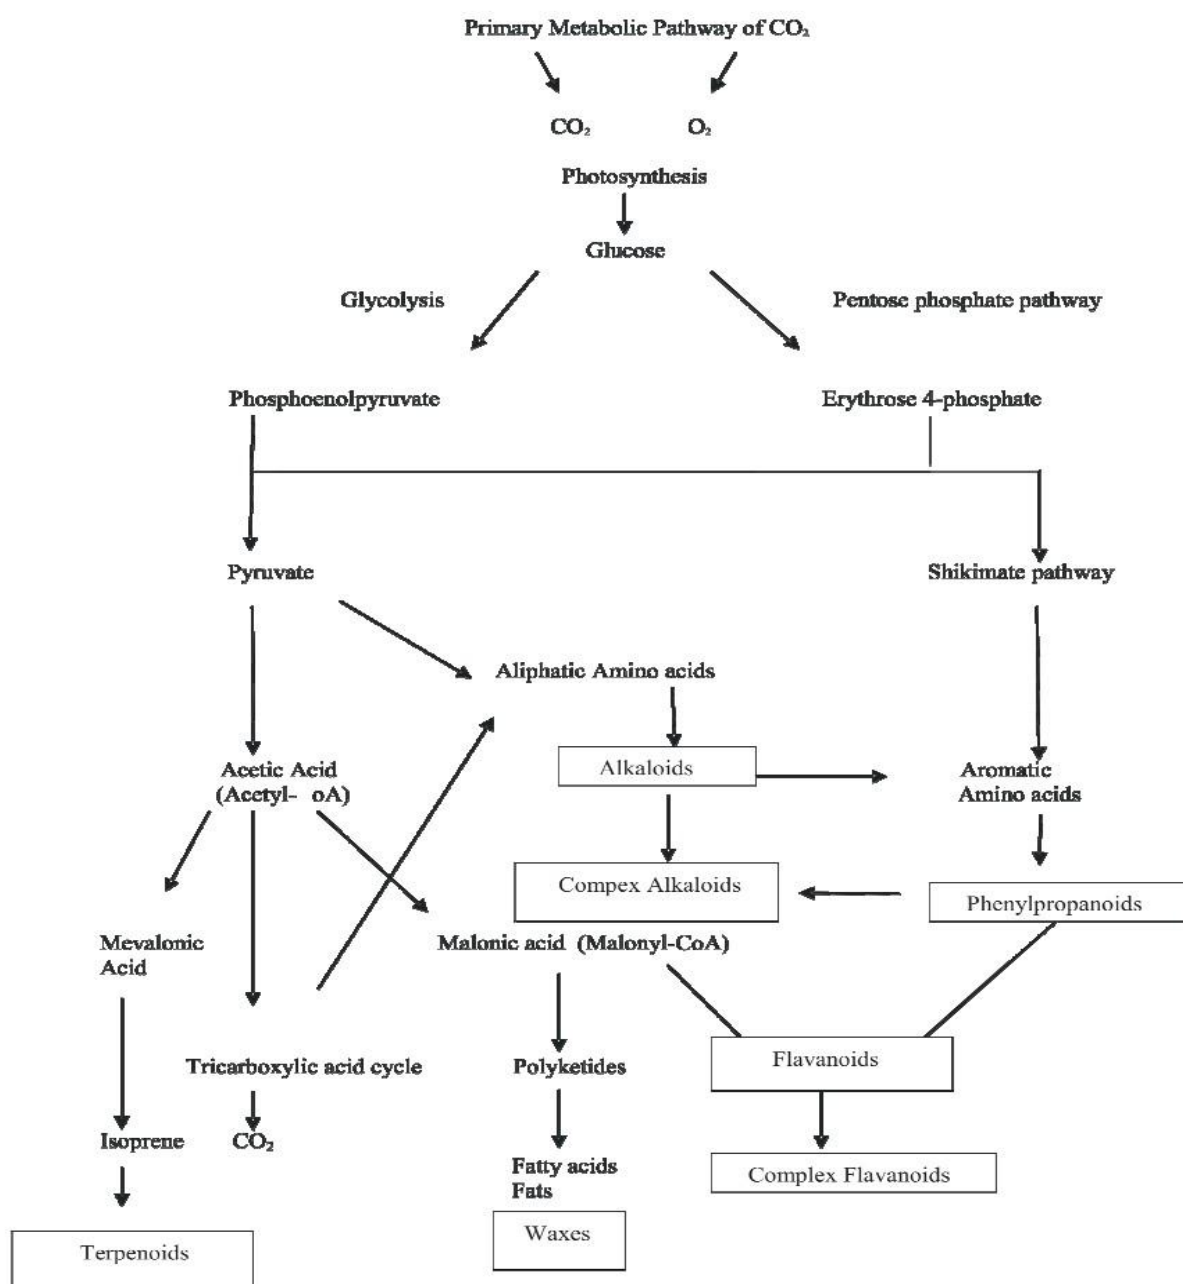 Primary Metabolic Pathway of CO₂
CO₂
O₂
Photosynthesis
Glucose
Glycolysis
Pentose phosphate pathway
Phosphoenolpyruvate
Erythrose 4-phosphate
Pyruvate
Shikimate pathway
Aliphatic Amino acids
Alkaloids
Acetic Acid
(Acetyl- oA)
Aromatic
Amino acids
Compex Alkaloids
Phenylpropanoids
Mevalonic
Acid
Malonic acid (Malonyl-CoA)
Tricarboxylic acid cycle
Polyketides
Flavanoids
Isoprene
CO₂
Fatty acids
Fats
Complex Flavanoids
Waxes
Terpenoids